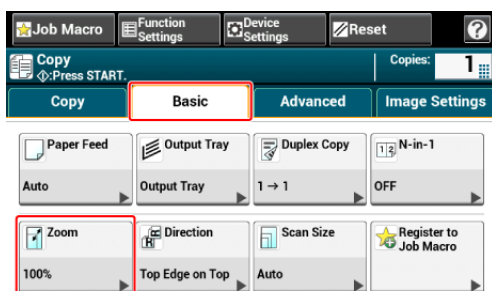 Job Macro
Function Settings
Device Settings
Reset
?
Copy
:Press START.
Copies:
1
Copy
Basic
Advanced
Image Settings
Paper Feed
Output Tray
Duplex Copy
1 2
N-in-1
Auto
Output Tray
1 → 1
OFF
Zoom
Direction
Scan Size
Register to
Job Macro
100%
Top Edge on Top
Auto